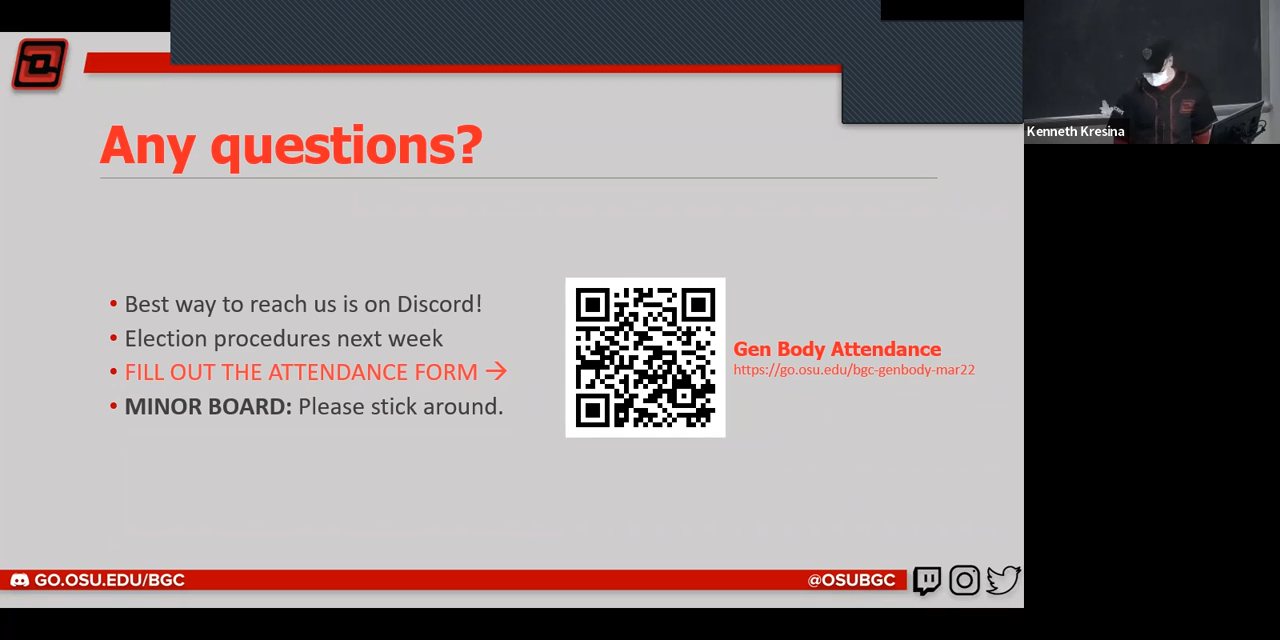 Any questions?
• Best way to reach us is on Discord!
• Election procedures next week
• FILL OUT THE ATTENDANCE FORM →
• MINOR BOARD: Please stick around.
Gen Body Attendance
https://go.osu.edu/bgc-genbody-mar22
GO.OSU.EDU/BGC
@OSUBGC
Kenneth Kresina